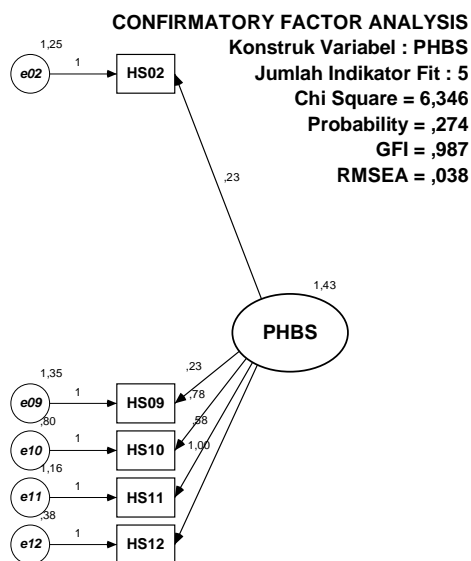 CONFIRMATORY FACTOR ANALYSIS
Konstruk Variabel : PHBS
Jumlah Indikator Fit : 5
Chi Square = 6,346
Probability = ,274
GFI = ,987
RMSEA = ,038
1,25
e02
1
HS02
,23
1,43
PHBS
1,35
e09
1
HS09
,23
,80
e10
1
HS10
,78
1,16
e11
1
HS11
,58
,38
e12
1
HS12
1,00